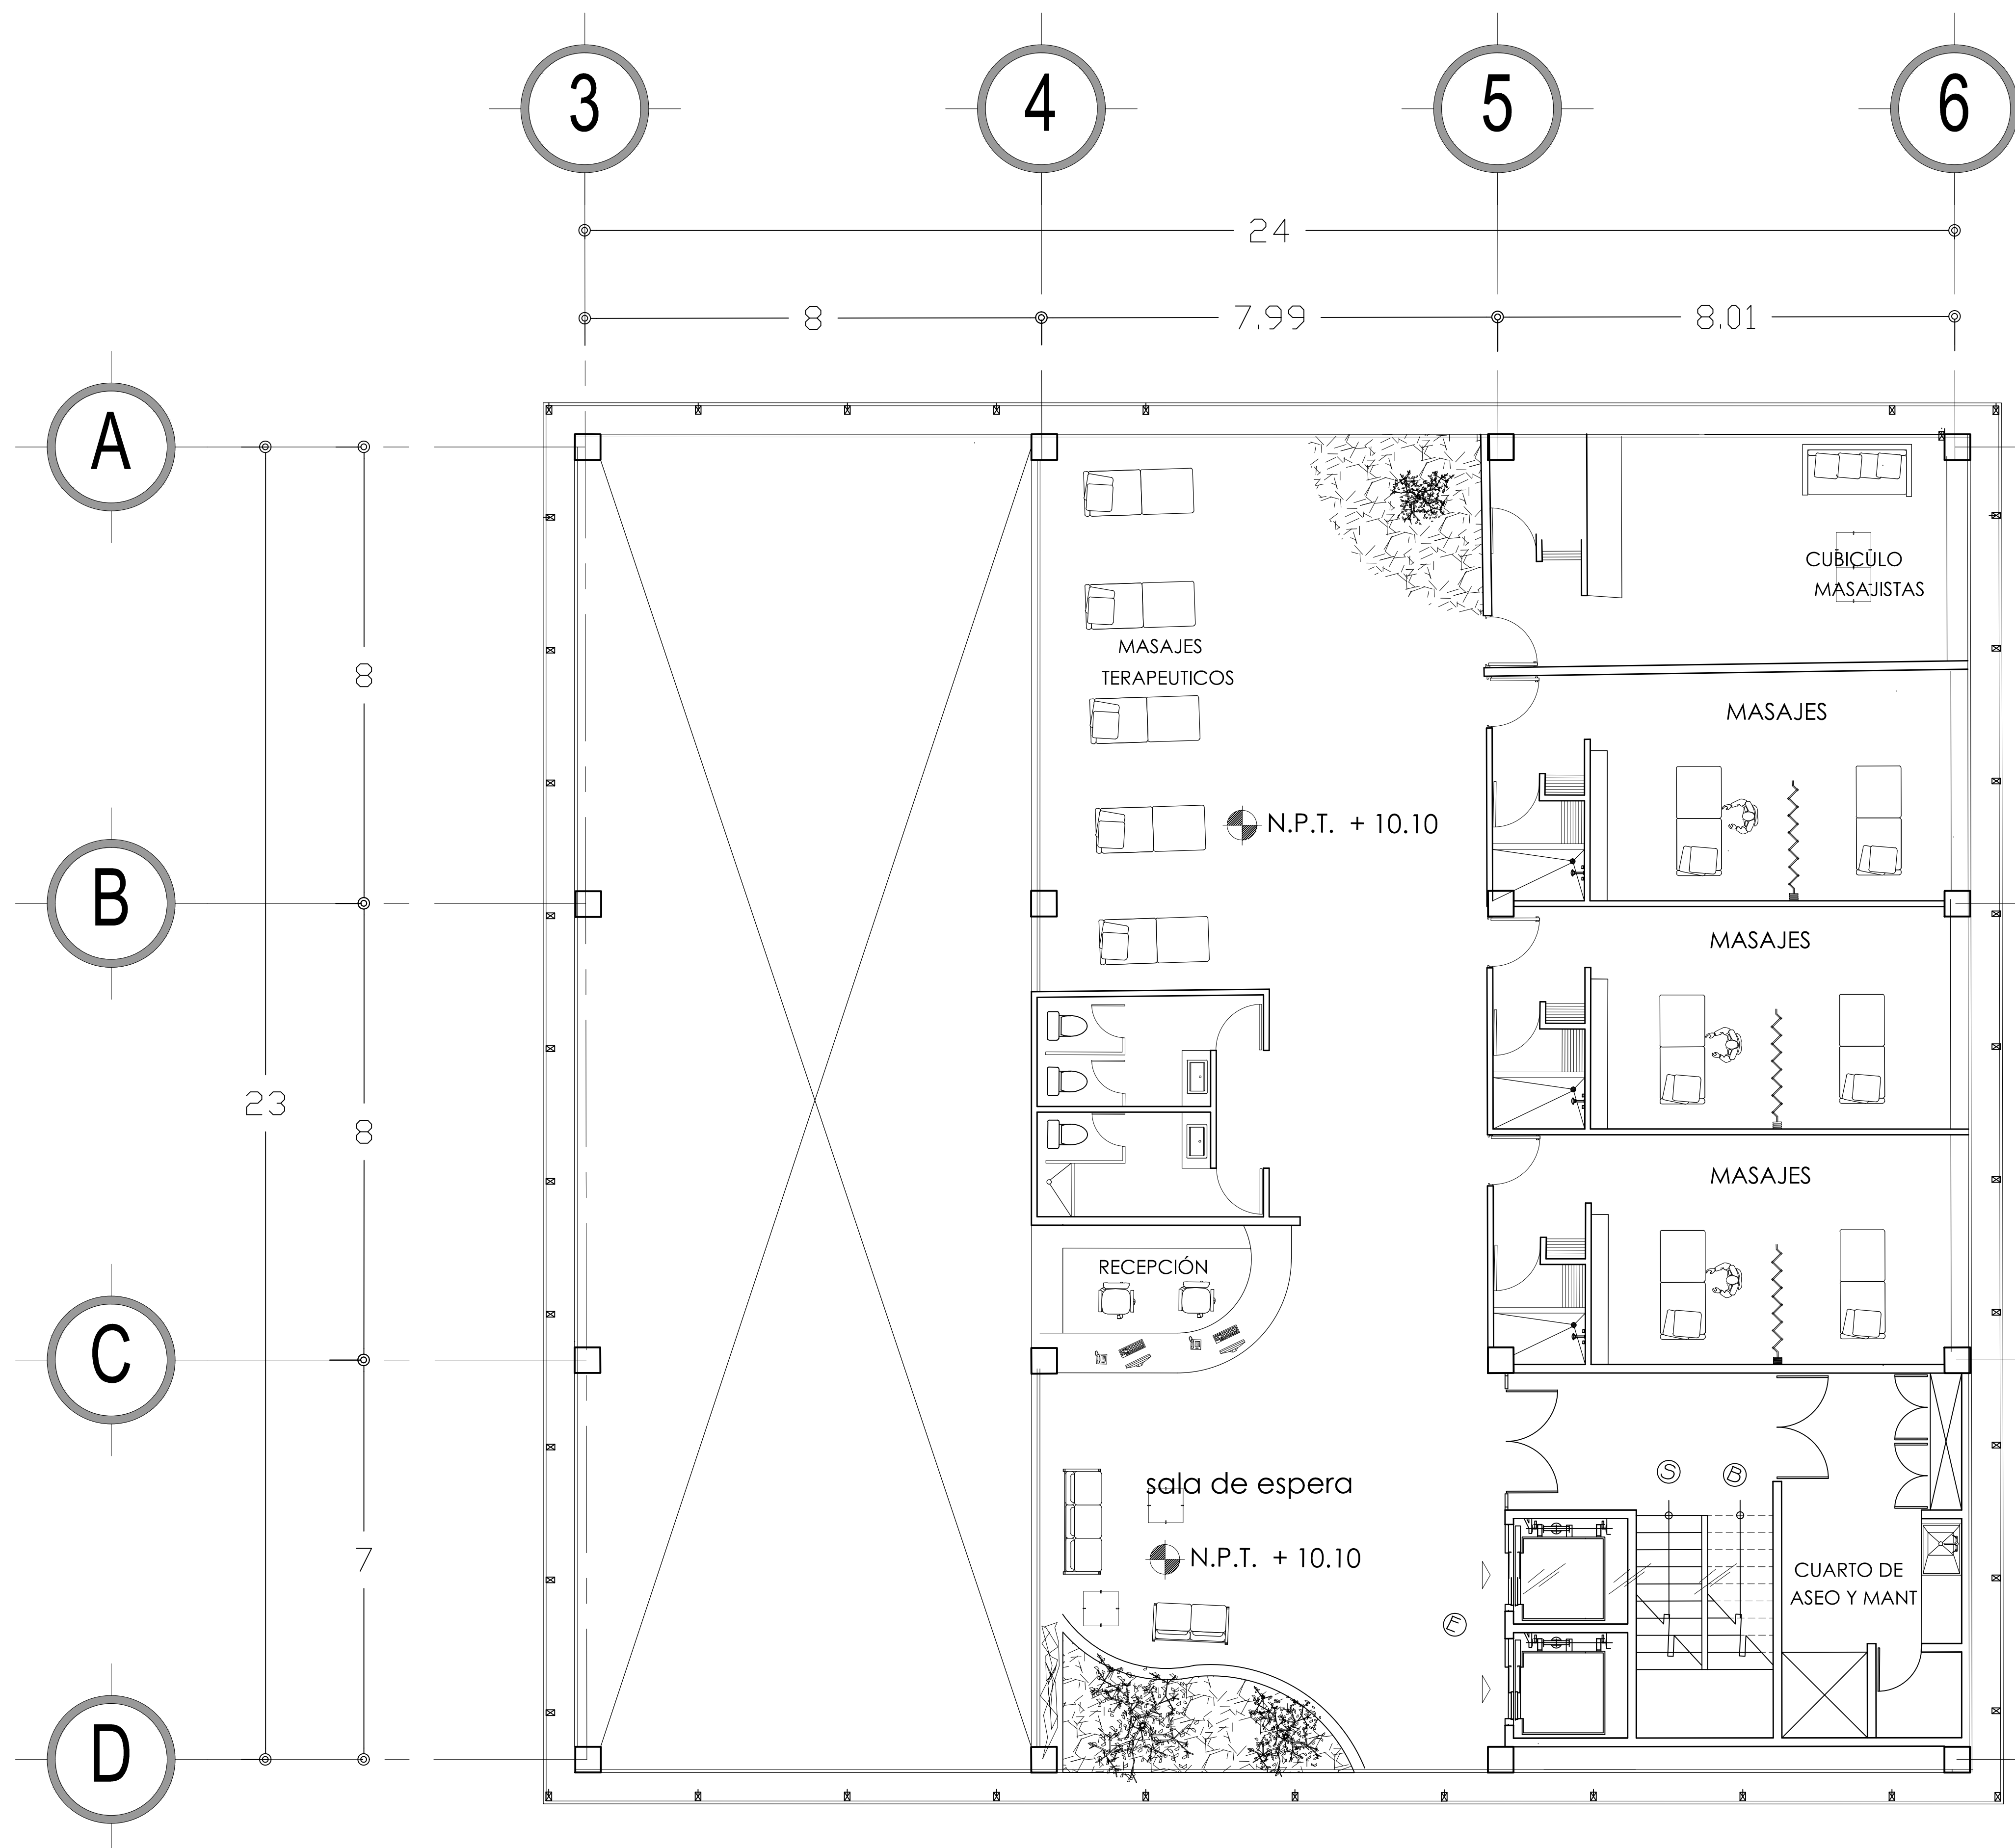 3
4
5
6
24
8
7.99
8.01
A
8
CUBICULO
MASAJISTAS
MASAJES
TERAPEUTICOS
MASAJES
N.P.T. + 10.10
B
MASAJES
23
8
MASAJES
RECEPCIÓN
C
sala de espera
S
B
7
N.P.T. + 10.10
CUARTO DE
ASEO Y MANT
E
D